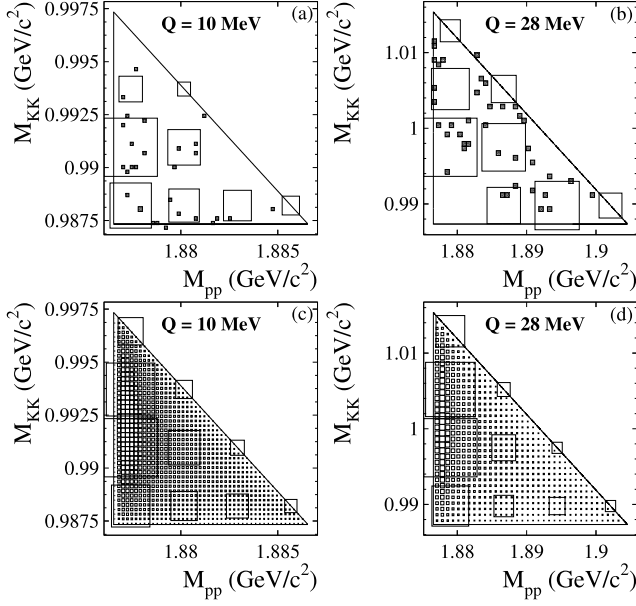 (a)
Q = 10 MeV
M_KK (GeV/c²)
0.9975
0.995
0.9925
0.99
0.9875
1.88
1.885
M_pp (GeV/c²)
(b)
Q = 28 MeV
M_KK (GeV/c²)
1.01
1
0.99
1.88
1.89
1.9
M_pp (GeV/c²)
(c)
Q = 10 MeV
M_KK (GeV/c²)
0.9975
0.995
0.9925
0.99
0.9875
1.88
1.885
M_pp (GeV/c²)
(d)
Q = 28 MeV
M_KK (GeV/c²)
1.01
1
0.99
1.88
1.89
1.9
M_pp (GeV/c²)